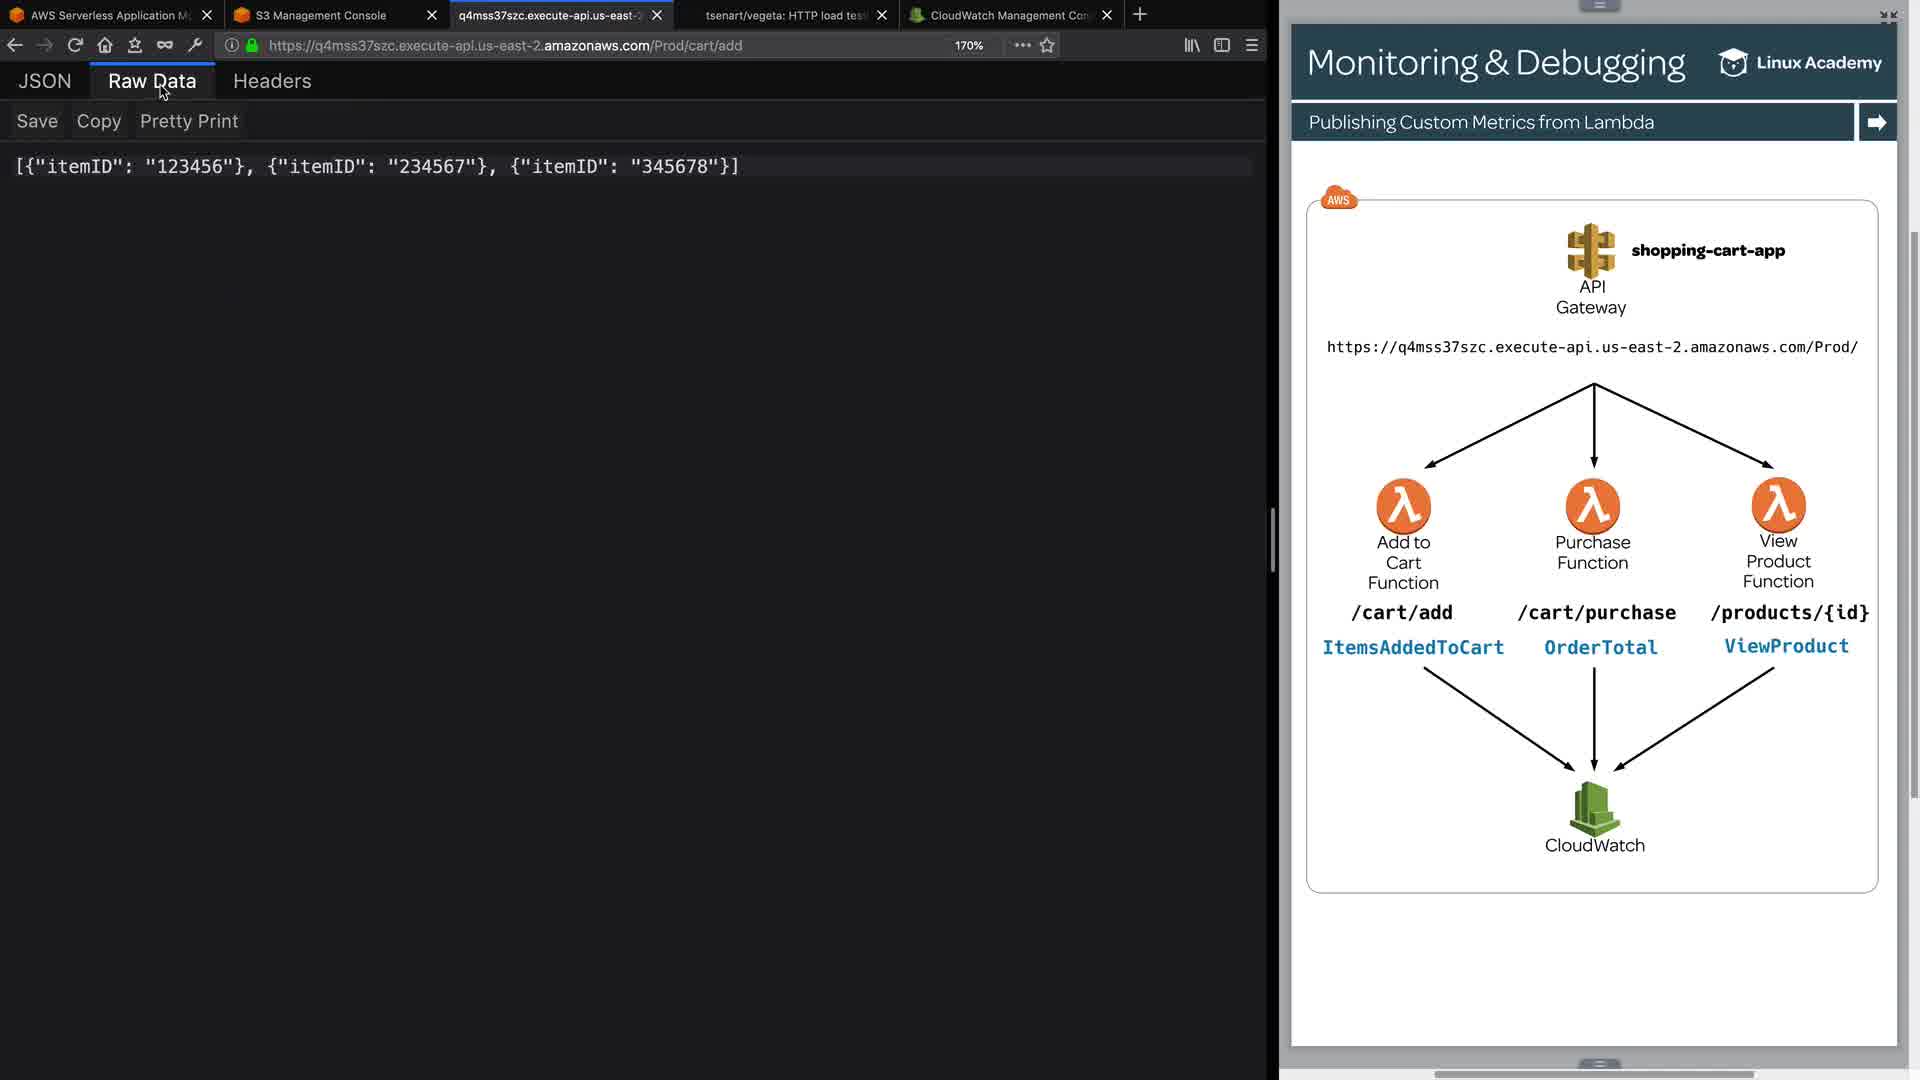 AWS Serverless Application Mo
S3 Management Console
q4mss37szc.execute-api.us-east-2
tsenart/vegeta: HTTP load test
CloudWatch Management Con
https://q4mss37szc.execute-api.us-east-2.amazonaws.com/Prod/cart/add
170%
JSON
Raw Data
Headers
Save
Copy
Pretty Print
[{"itemID": "123456"}, {"itemID": "234567"}, {"itemID": "345678"}]
Monitoring & Debugging
Linux Academy
Publishing Custom Metrics from Lambda
AWS
shopping-cart-app
API
Gateway
https://q4mss37szc.execute-api.us-east-2.amazonaws.com/Prod/
Add to
Cart
Function
Purchase
Function
View
Product
Function
/cart/add
/cart/purchase
/products/{id}
ItemsAddedToCart
OrderTotal
ViewProduct
CloudWatch